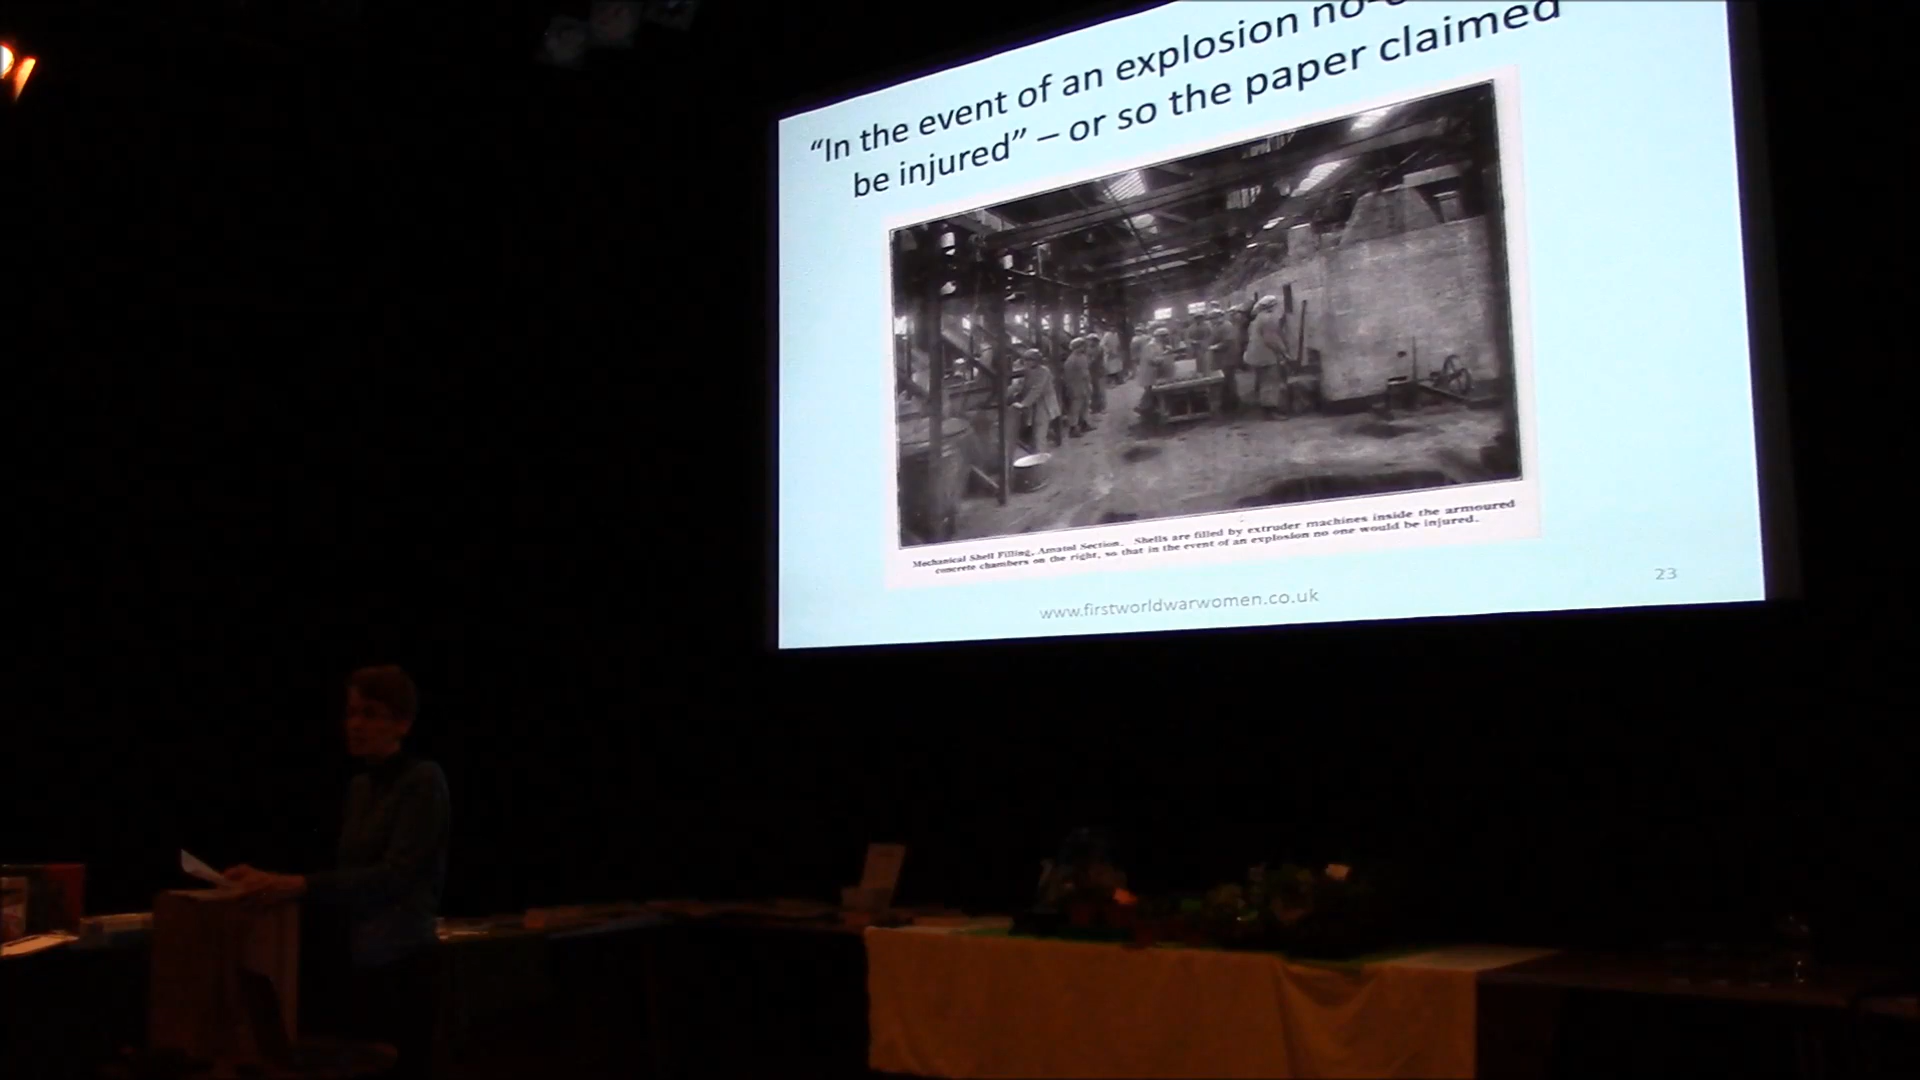 “In the event of an explosion no-
be injured” – or so the paper claimed
Mechanical Shell Filling, Amatol Section. Shells are filled by extruder machines inside the armoured
concrete chambers on the right, so that in the event of an explosion no one would be injured.
www.firstworldwarwomen.co.uk
23